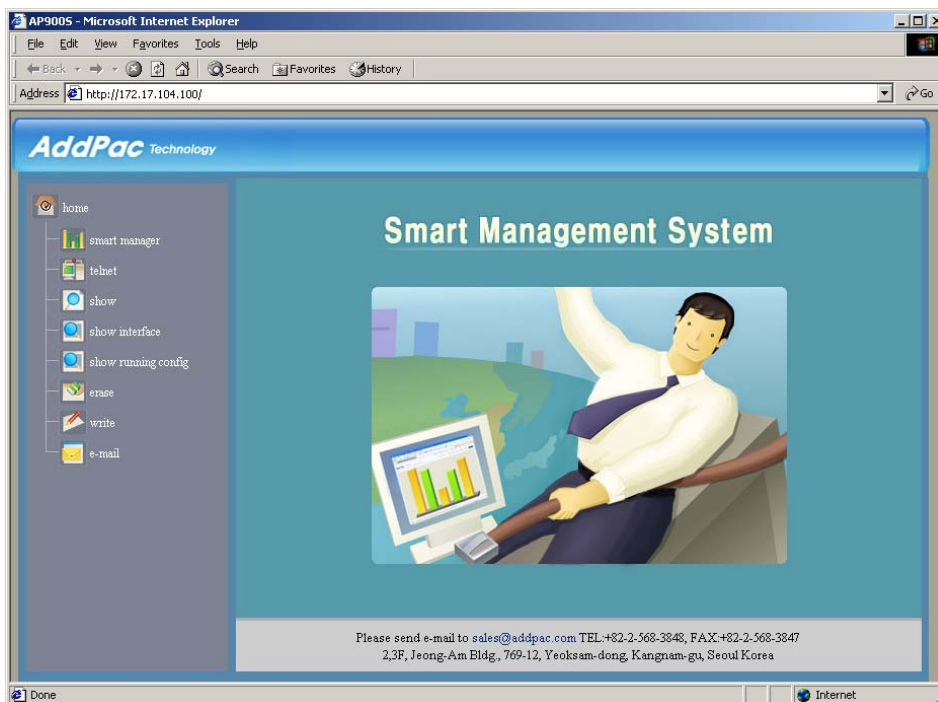 AP900S - Microsoft Internet Explorer
File Edit View Favorites Tools Help
Back Search Favorites History
Address http://172.17.104.100/ Go
AddPac Technology
home
smart manager
telnet
show
show interface
show running config
erase
write
e-mail
Smart Management System
Please send e-mail to sales@addpac.com TEL:+82-2-568-3848, FAX:+82-2-568-3847
2,3F, Jeong-Am Bldg., 769-12, Yeoksam-dong, Kangnam-gu, Seoul Korea
Done Internet